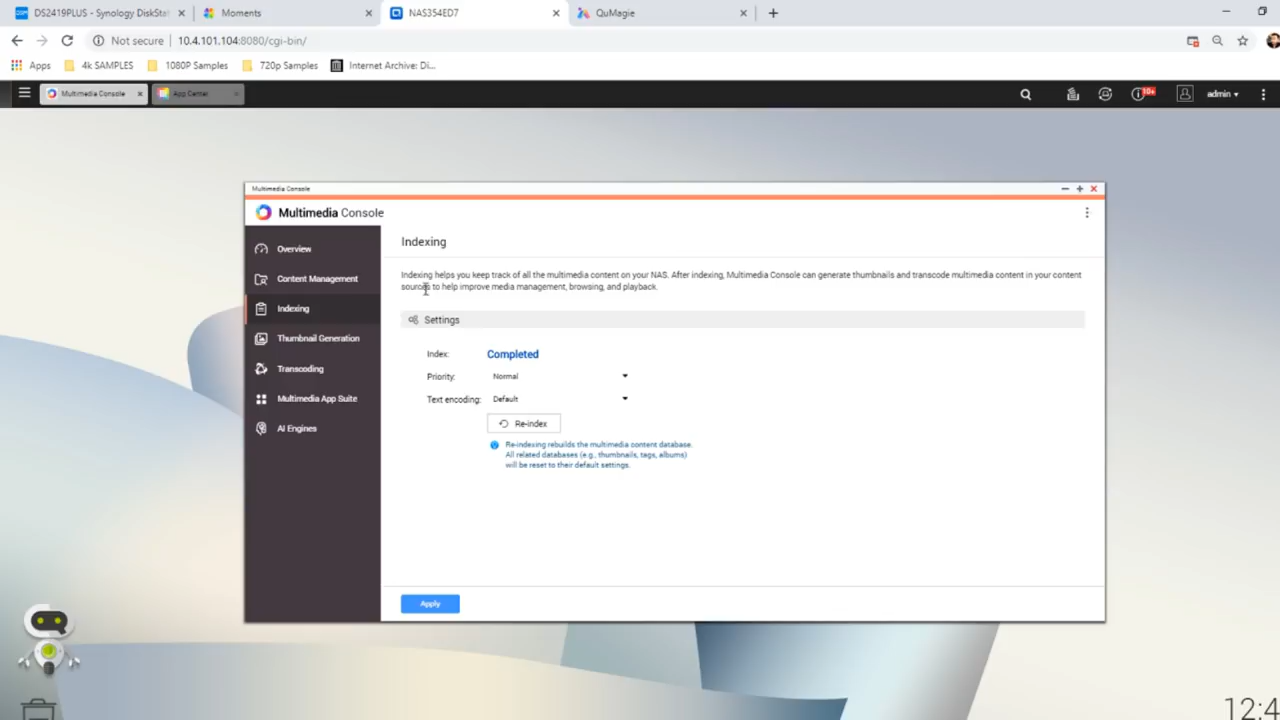 DS2419PLUS - Synology DiskSta
Moments
NAS354ED7
QuMagie
Not secure
10.4.101.104:8080/cgi-bin/
Apps
4k SAMPLES
1080P Samples
720p Samples
Internet Archive: Di...
Multimedia Console
App Center
10+
admin
Multimedia Console
Multimedia Console
Overview
Content Management
Indexing
Thumbnail Generation
Transcoding
Multimedia App Suite
AI Engines
Indexing
Indexing helps you keep track of all the multimedia content on your NAS. After indexing, Multimedia Console can generate thumbnails and transcode multimedia content in your content
sources to help improve media management, browsing, and playback.
Settings
Index: Completed
Priority: Normal
Text encoding: Default
Re-index
Re-indexing rebuilds the multimedia content database.
All related databases (e.g., thumbnails, tags, albums)
will be reset to their default settings.
Apply
12:4